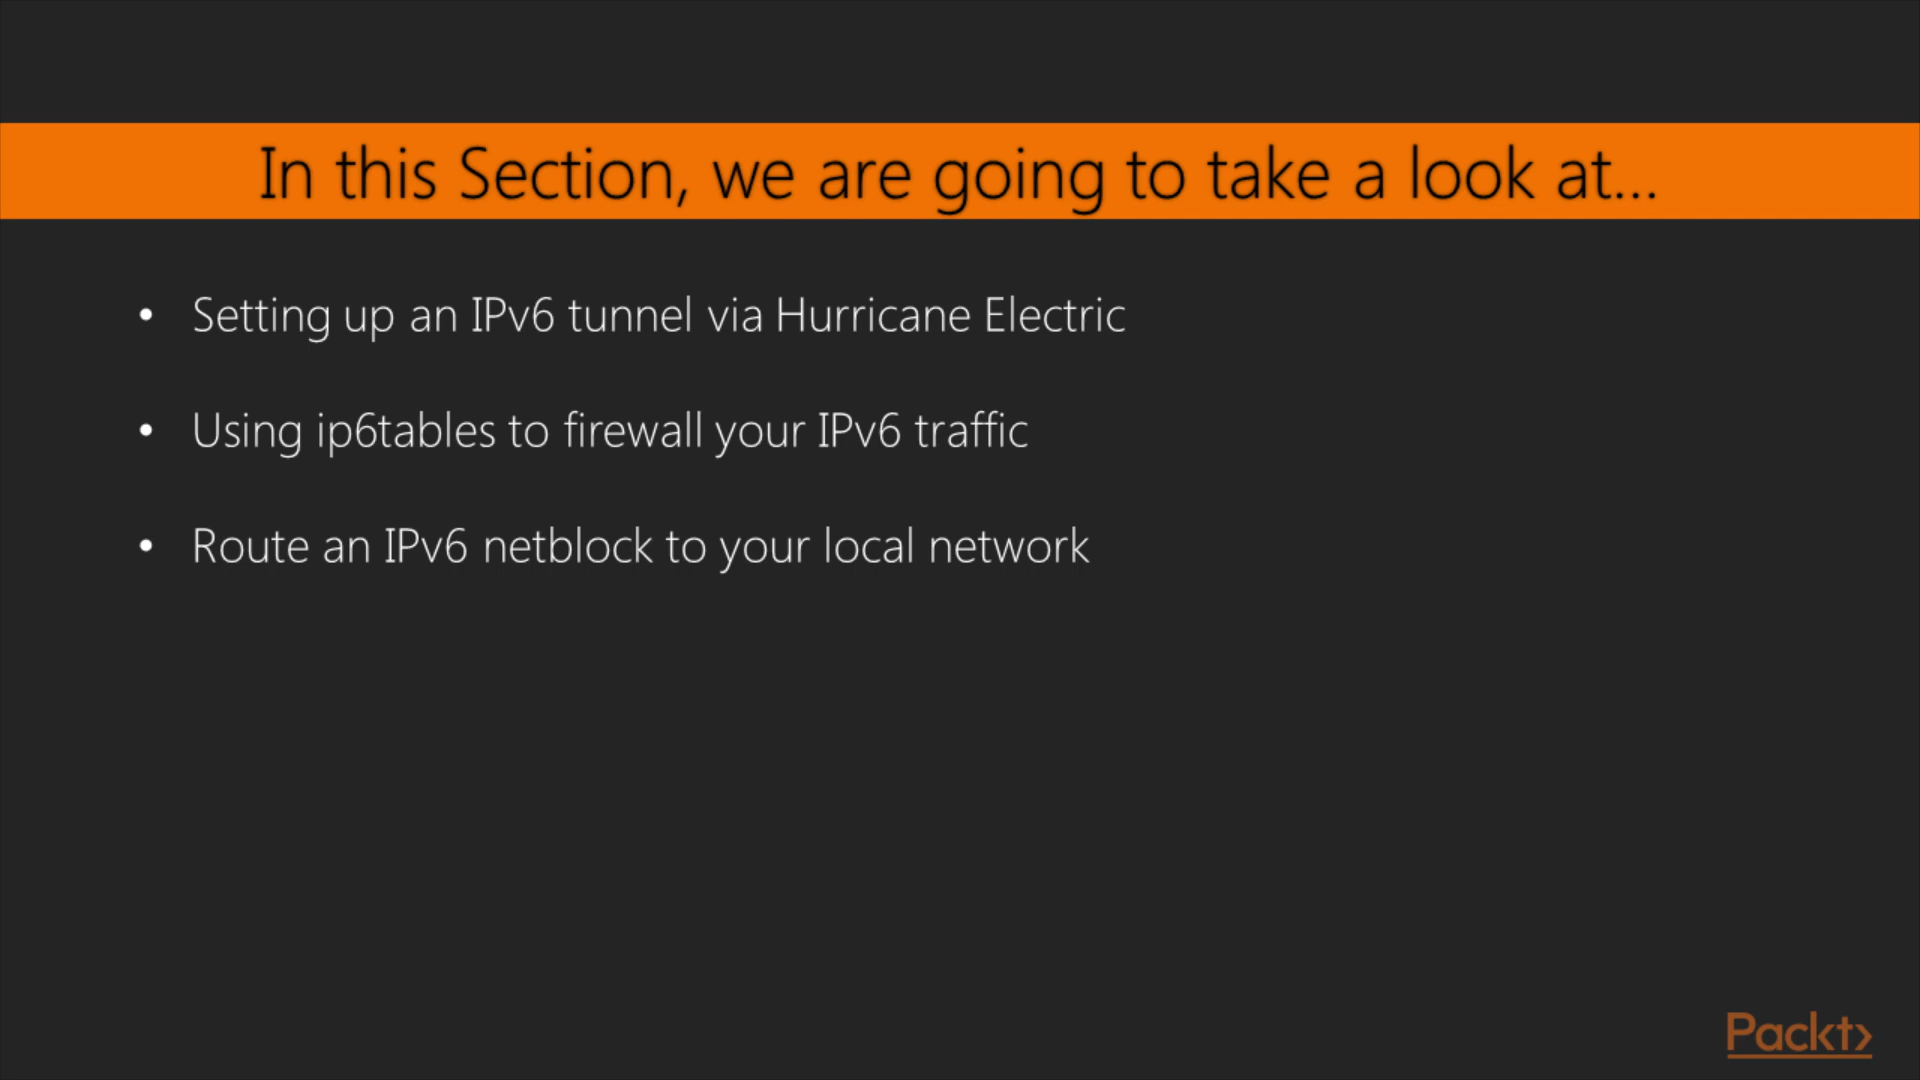 In this Section, we are going to take a look at...
• Setting up an IPv6 tunnel via Hurricane Electric
• Using ip6tables to firewall your IPv6 traffic
• Route an IPv6 netblock to your local network
Packt>